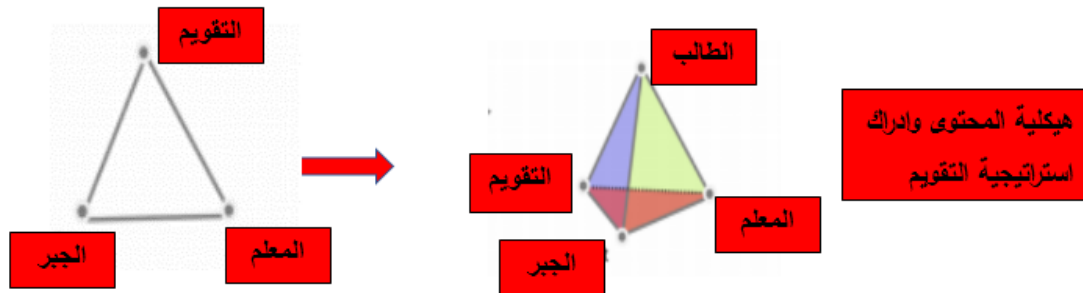 التقويم
الطالب
هيكلية المحتوى وادراك
استراتيجية التقويم
التقويم
المعلم
الجبر
المعلم
الجبر